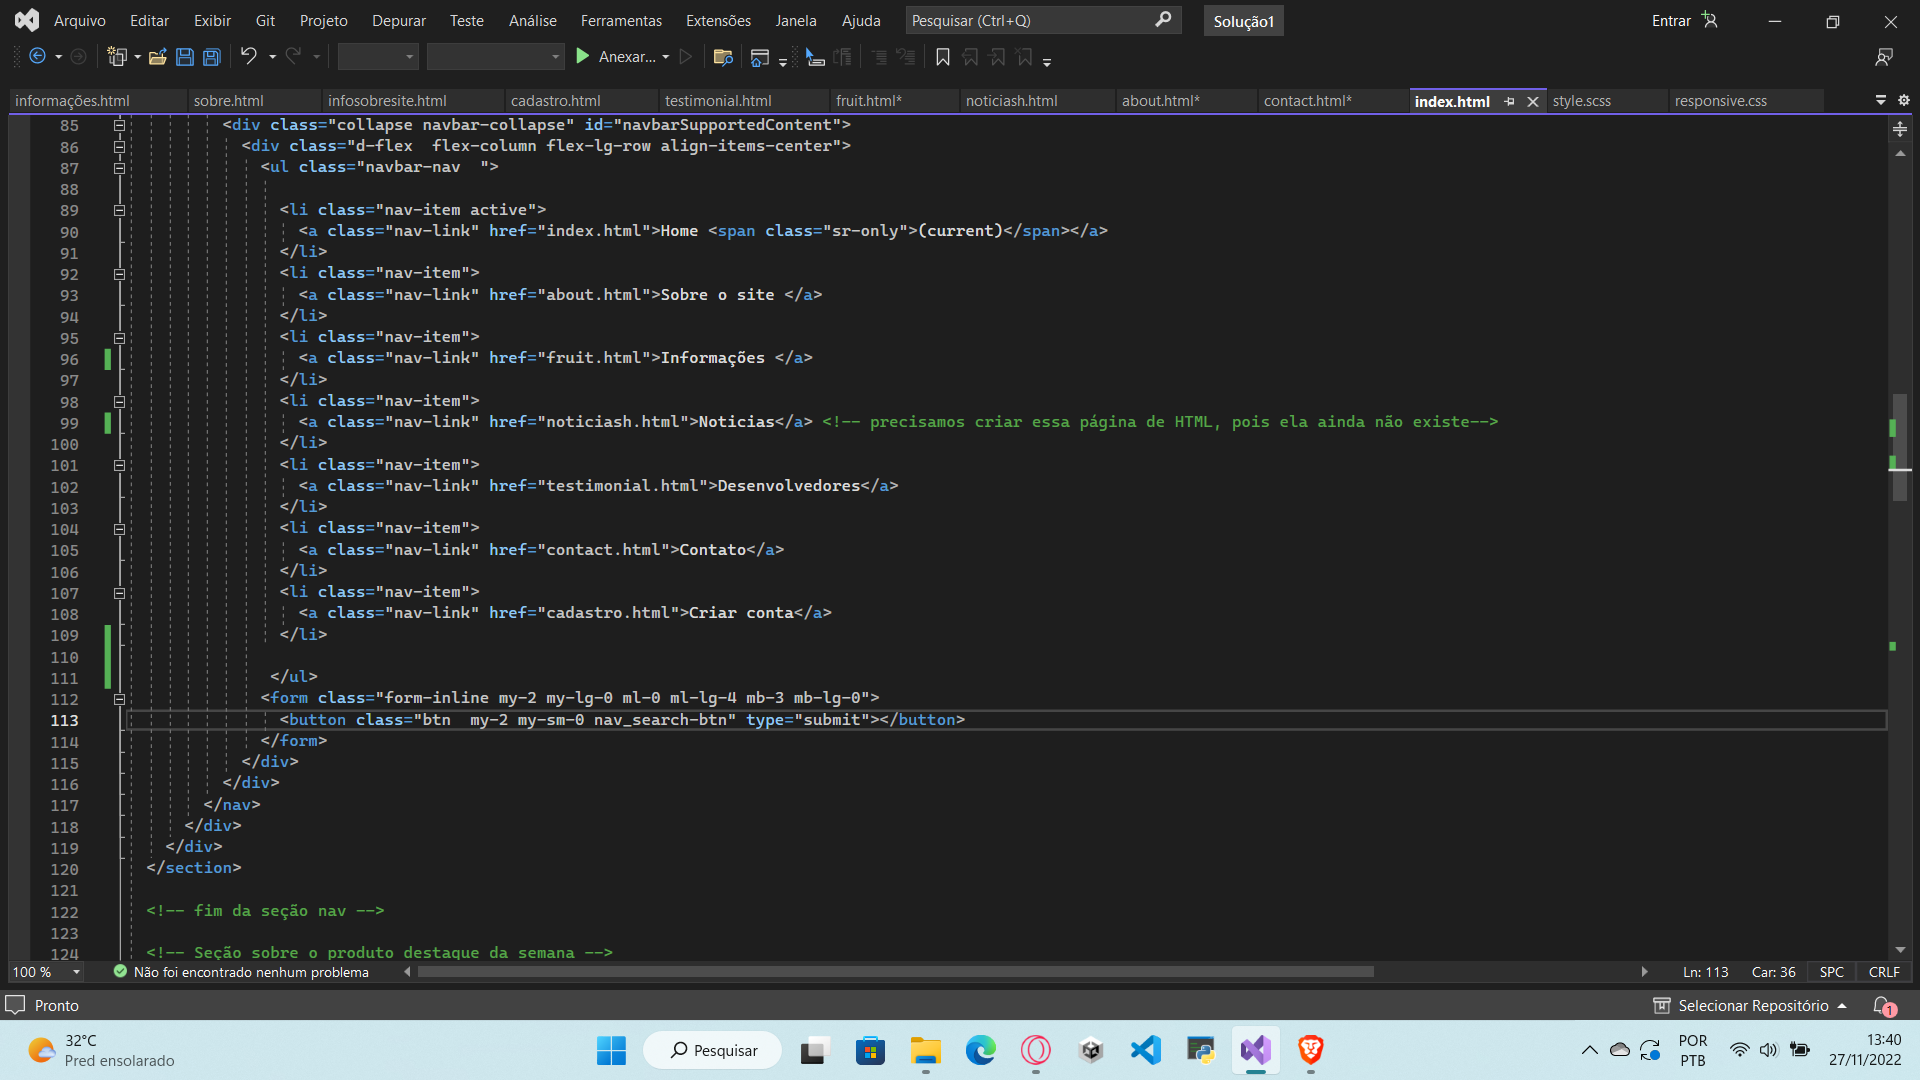 Arquivo Editar Exibir Git Projeto Depurar Teste Análise Ferramentas Extensões Janela Ajuda Pesquisar (Ctrl+Q) Solução1 Entrar
Anexar...
informações.html sobre.html infosobresite.html cadastro.html testimonial.html fruit.html* noticiash.html about.html* contact.html* index.html style.scss responsive.css
85 <div class="collapse navbar-collapse" id="navbarSupportedContent">
86 <div class="d-flex  flex-column flex-lg-row align-items-center">
87 <ul class="navbar-nav  ">
88
89 <li class="nav-item active">
90 <a class="nav-link" href="index.html">Home <span class="sr-only">(current)</span></a>
91 </li>
92 <li class="nav-item">
93 <a class="nav-link" href="about.html">Sobre o site </a>
94 </li>
95 <li class="nav-item">
96 <a class="nav-link" href="fruit.html">Informações </a>
97 </li>
98 <li class="nav-item">
99 <a class="nav-link" href="noticiash.html">Noticias</a> <!-- precisamos criar essa página de HTML, pois ela ainda não existe-->
100 </li>
101 <li class="nav-item">
102 <a class="nav-link" href="testimonial.html">Desenvolvedores</a>
103 </li>
104 <li class="nav-item">
105 <a class="nav-link" href="contact.html">Contato</a>
106 </li>
107 <li class="nav-item">
108 <a class="nav-link" href="cadastro.html">Criar conta</a>
109 </li>
110
111 </ul>
112 <form class="form-inline my-2 my-lg-0 ml-0 ml-lg-4 mb-3 mb-lg-0">
113 <button class="btn  my-2 my-sm-0 nav_search-btn" type="submit"></button>
114 </form>
115 </div>
116 </div>
117 </nav>
118 </div>
119 </div>
120 </section>
121
122 <!-- fim da seção nav -->
123
124 <!-- Seção sobre o produto destaque da semana -->
100 % Não foi encontrado nenhum problema Ln: 113 Car: 36 SPC CRLF
Pronto Selecionar Repositório 1
32°C
Pred ensolarado
Pesquisar
POR
PTB
13:40
27/11/2022